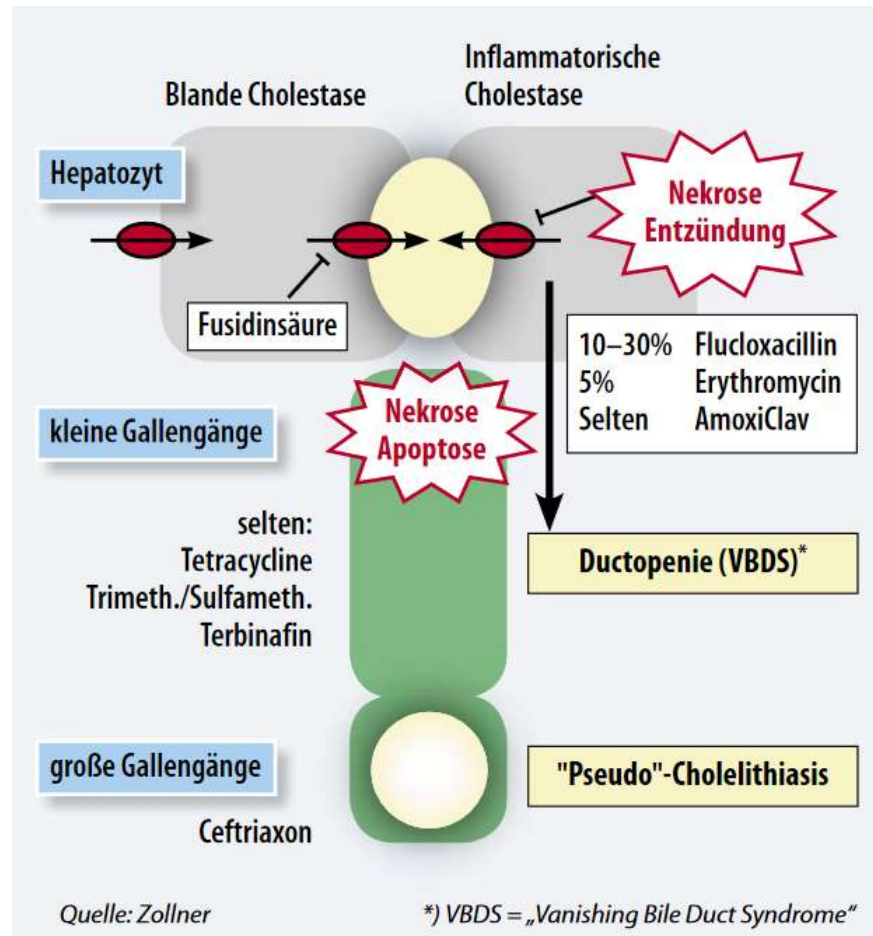 Blande Cholestase
Inflammatorische
Cholestase
Hepatozyt
Nekrose
Entzündung
Fusidinsäure
10–30% Flucloxacillin
5% Erythromycin
Selten AmoxiClav
Nekrose
Apoptose
kleine Gallengänge
selten:
Tetracycline
Trimeth./Sulfameth.
Terbinafin
Ductopenie (VBDS)*
große Gallengänge
"Pseudo"-Cholelithiasis
Ceftriaxon
Quelle: Zollner
*) VBDS = „Vanishing Bile Duct Syndrome“